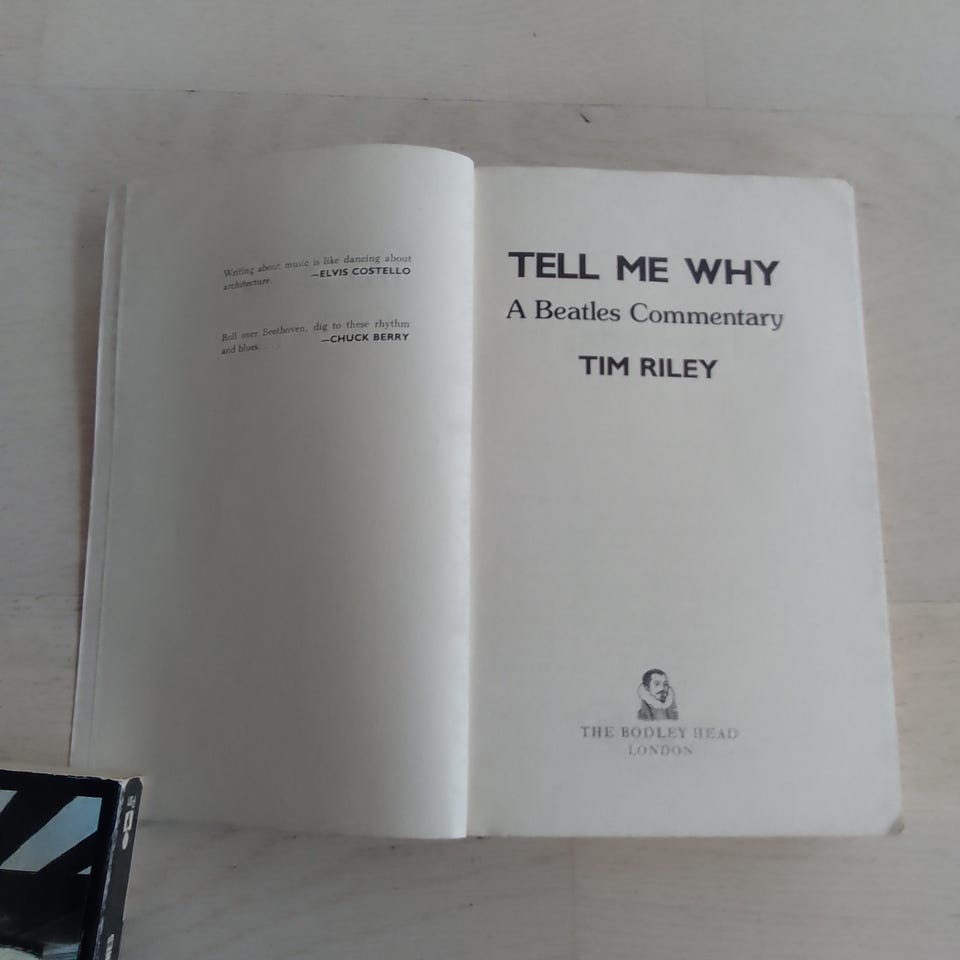 Writing about music is like dancing about
architecture.
—ELVIS COSTELLO
Roll over Beethoven, dig to these rhythm
and blues. . . . .
—CHUCK BERRY
TELL ME WHY
A Beatles Commentary
TIM RILEY
THE BODLEY HEAD
LONDON